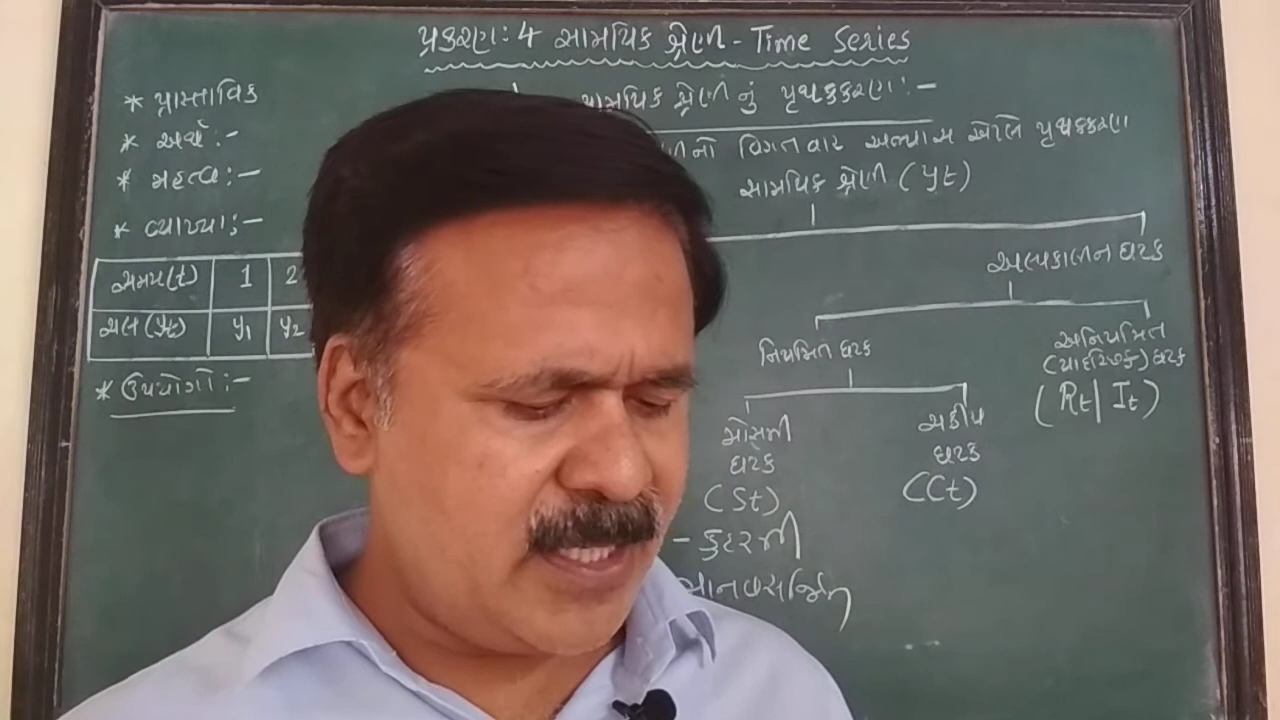 પ્રકરણ: 4 સામયિક શ્રેણી - Time Series
* પ્રાસ્તાવિક
* અર્થ:-
* મહત્વ:-
* વ્યાખ્યા:-
સમય(t) 1 2
ચલ(yt) y1 y2
* ઉપયોગો:-
સામયિક શ્રેણીનું પૃથક્કરણ:-
વિગતવાર અભ્યાસ એટલે પૃથક્કરણ
સામયિક શ્રેણી (yt)
અલ્પકાલીન ઘટક
નિયમિત ઘટક
અનિયમિત
(યાદચ્છિક) ઘટક
(Rt| It)
મોસમી
ઘટક
(St)
ચક્રીય
ઘટક
(Ct)
- કુદરતી
માનવસર્જિત